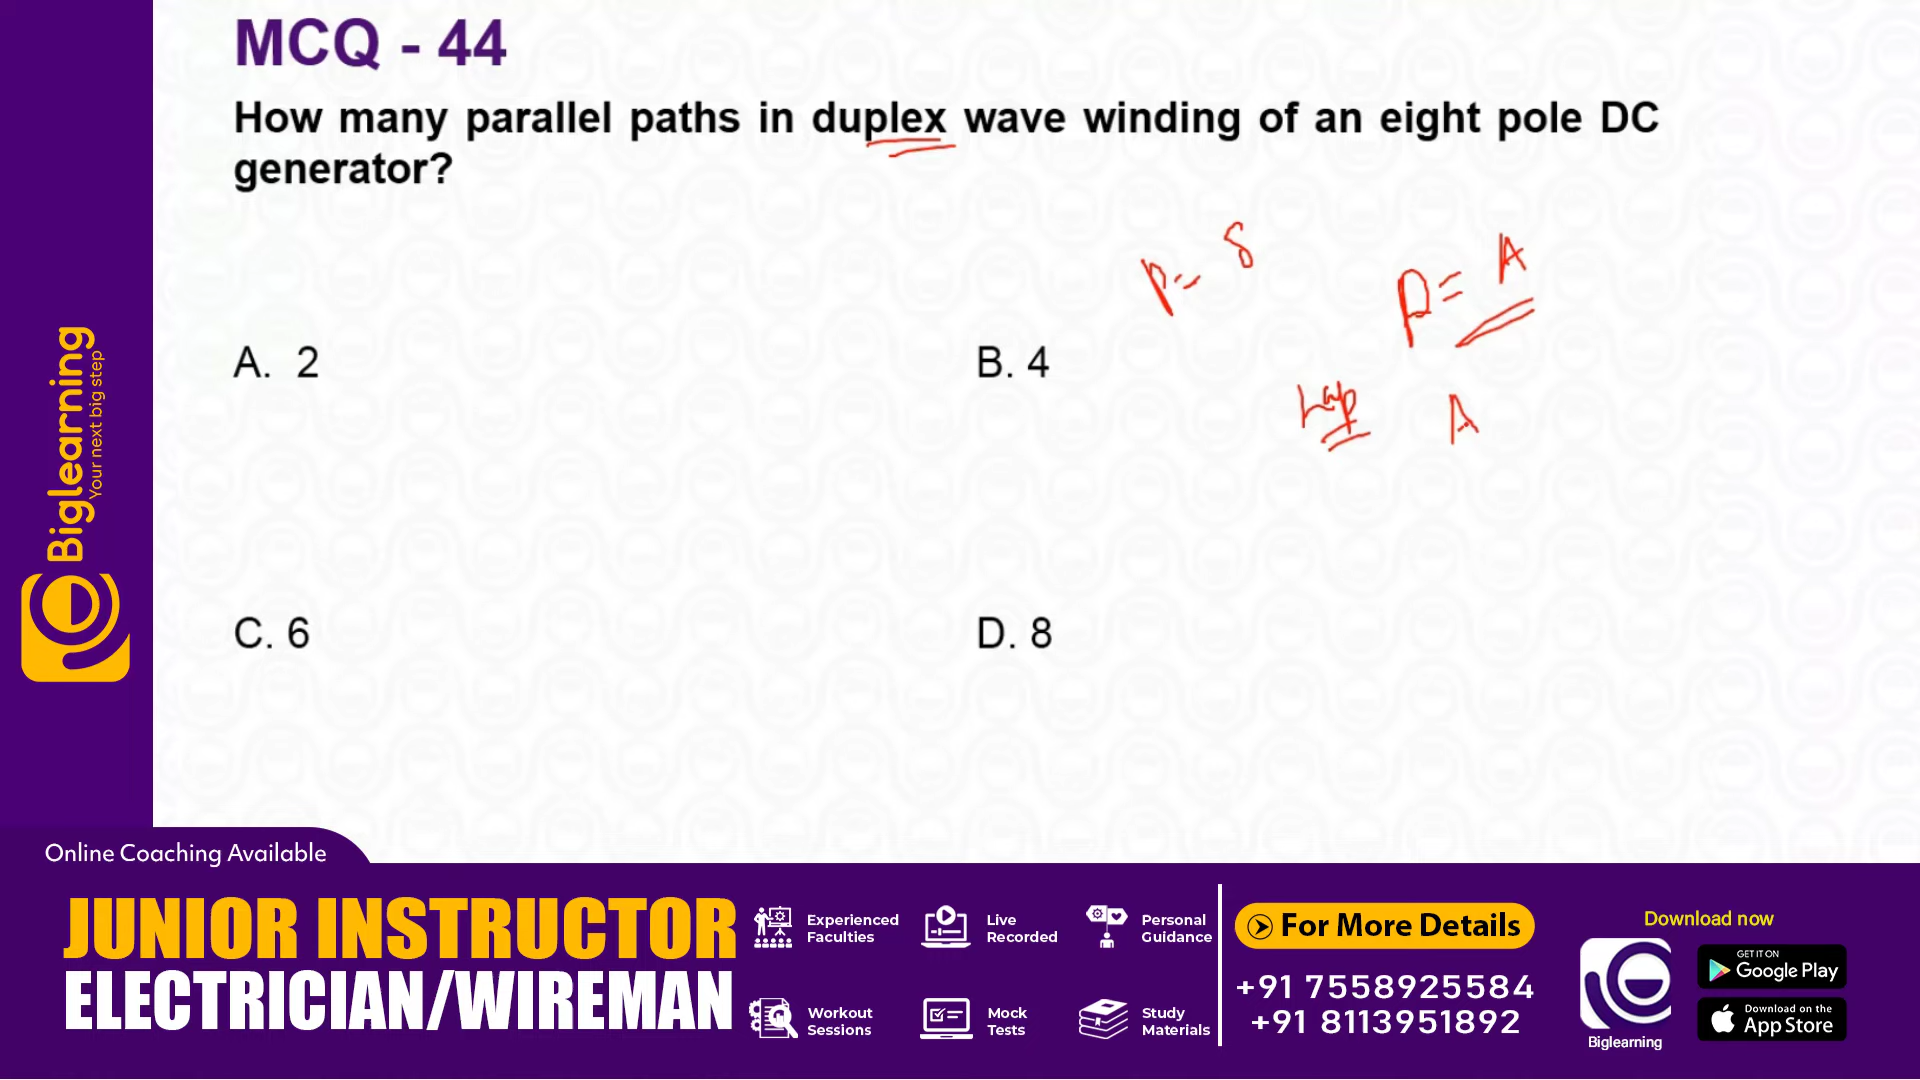 MCQ - 44
How many parallel paths in duplex wave winding of an eight pole DC
generator?
P= 8
P= A
A. 2
B. 4
Lap A
C. 6
D. 8
Biglearning
Your next big step
Online Coaching Available
JUNIOR INSTRUCTOR
ELECTRICIAN/WIREMAN
Experienced
Faculties
Live
Recorded
Personal
Guidance
Workout
Sessions
Mock
Tests
Study
Materials
For More Details
+91 7558925584
+91 8113951892
Download now
Biglearning
GET IT ON
Google Play
Download on the
App Store